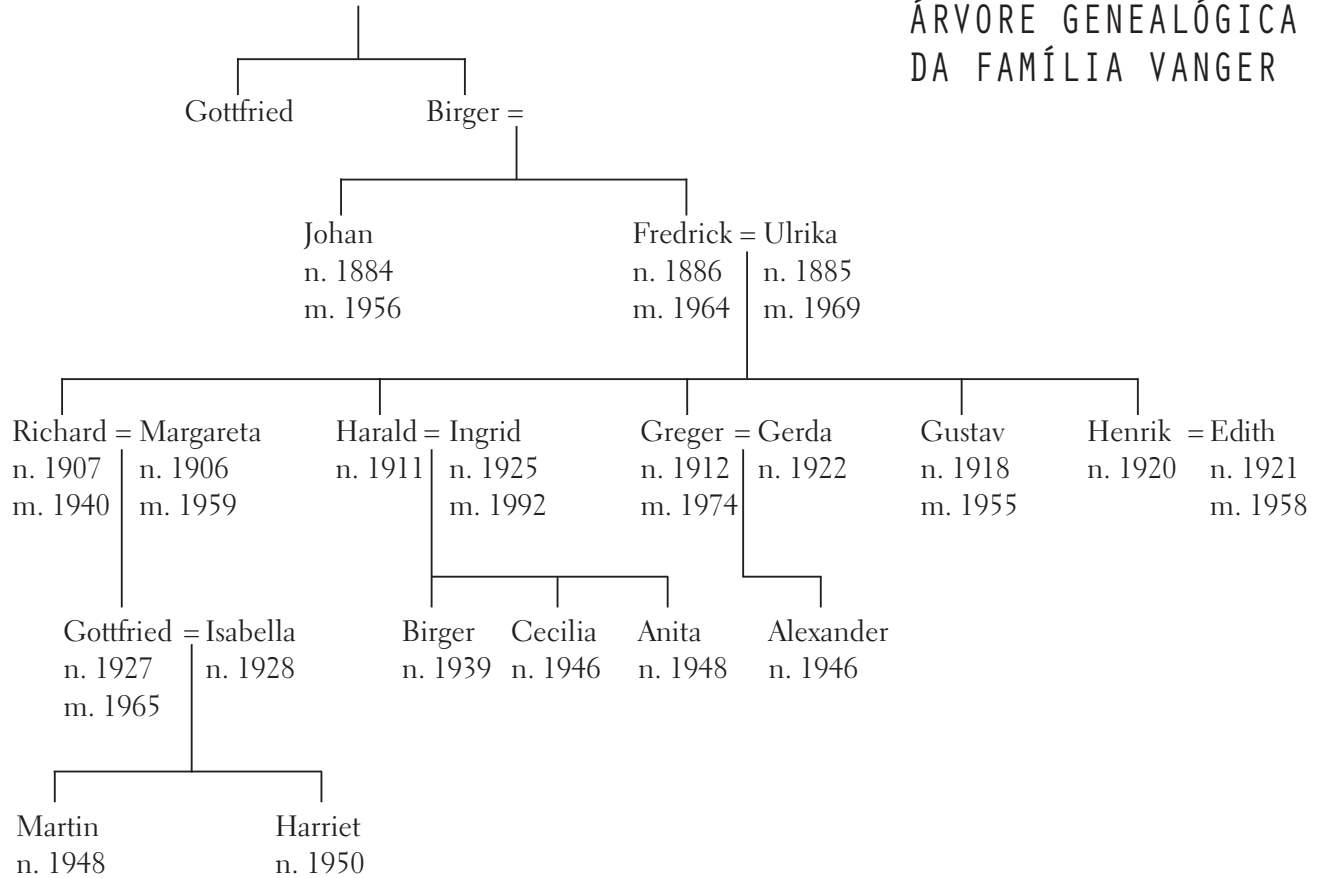 ÁRVORE GENEALÓGICA
DA FAMÍLIA VANGER
Gottfried
Birger =
Johan
n. 1884
m. 1956
Fredrick = Ulrika
n. 1886 n. 1885
m. 1964 m. 1969
Richard = Margareta
n. 1907 n. 1906
m. 1940 m. 1959
Harald = Ingrid
n. 1911 n. 1925
m. 1992
Greger = Gerda
n. 1912 n. 1922
m. 1974
Gustav
n. 1918
m. 1955
Henrik = Edith
n. 1920 n. 1921
m. 1958
Gottfried = Isabella
n. 1927 n. 1928
m. 1965
Birger
n. 1939
Cecilia
n. 1946
Anita
n. 1948
Alexander
n. 1946
Martin
n. 1948
Harriet
n. 1950